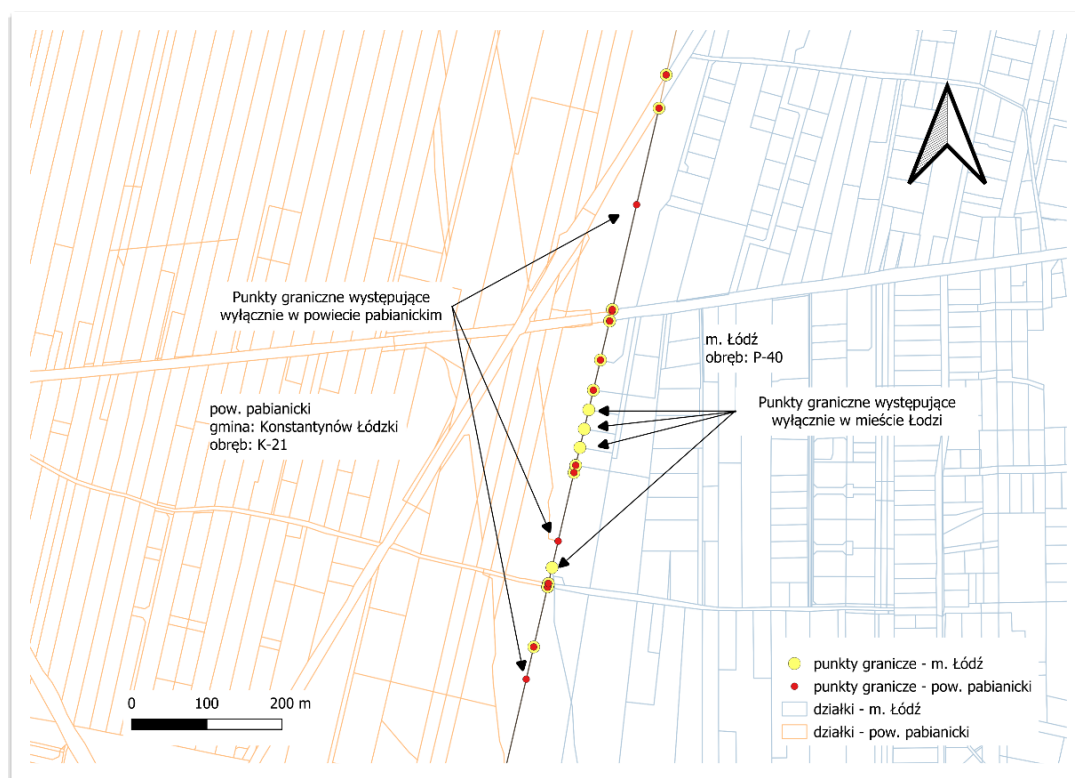 Punkty graniczne występujące
wyłącznie w powiecie pabianickim
m. Łódź
obręb: P-40
pow. pabianicki
gmina: Konstantynów Łódzki
obręb: K-21
Punkty graniczne występujące
wyłącznie w mieście Łodzi
0 100 200 m
punkty granicze - m. Łódź
punkty granicze - pow. pabianicki
działki - m. Łódź
działki - pow. pabianicki